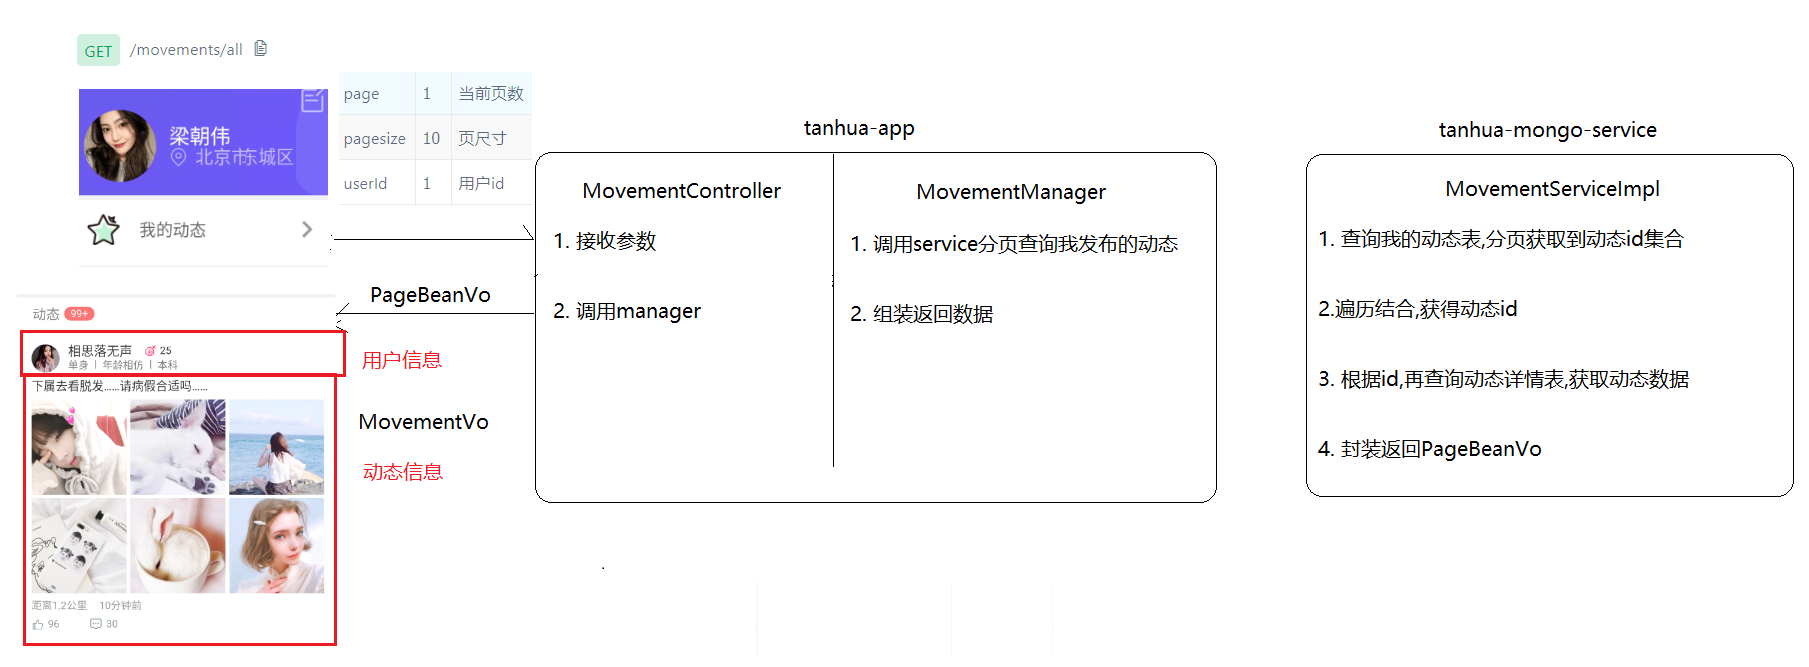 GET /movements/all
梁朝伟
北京市东城区
我的动态
page 1 当前页数
pagesize 10 页尺寸
userId 1 用户id
PageBeanVo
动态 99+
相思落无声 25
单身 | 年龄相仿 | 本科
下属去看脱发......请病假合适吗......
距离1.2公里 10分钟前
96 30
用户信息
MovementVo
动态信息
tanhua-app
MovementController
1. 接收参数
2. 调用manager
MovementManager
1. 调用service分页查询我发布的动态
2. 组装返回数据
tanhua-mongo-service
MovementServiceImpl
1. 查询我的动态表,分页获取到动态id集合
2.遍历结合,获得动态id
3. 根据id,再查询动态详情表,获取动态数据
4. 封装返回PageBeanVo